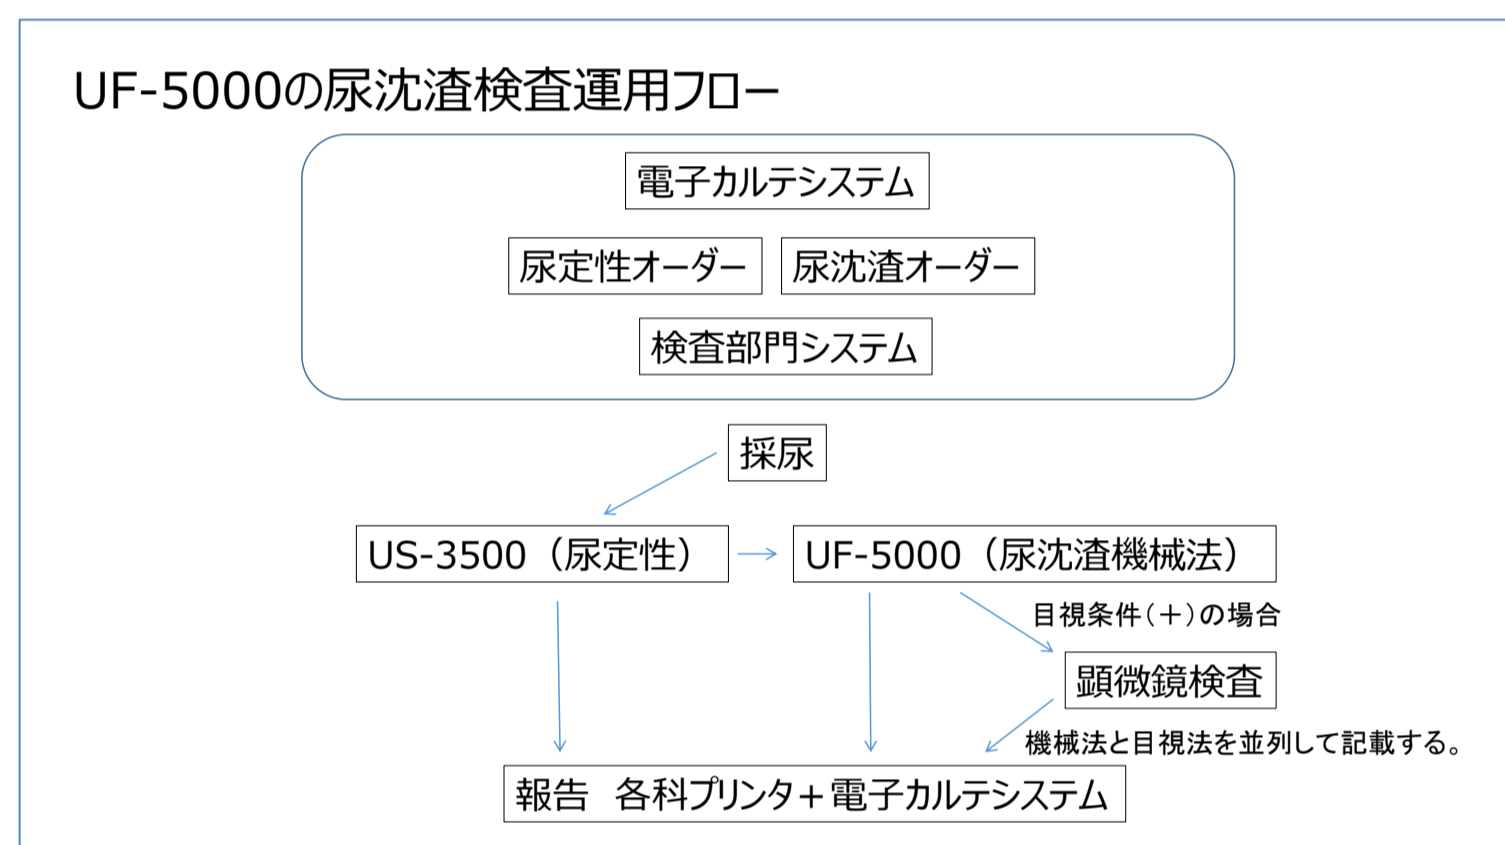 UF-5000の尿沈渣検査運用フロー
電子カルテシステム
尿定性オーダー
尿沈渣オーダー
検査部門システム
採尿
US-3500（尿定性）
UF-5000（尿沈渣機械法）
目視条件（＋）の場合
顕微鏡検査
機械法と目視法を並列して記載する。
報告　各科プリンタ＋電子カルテシステム